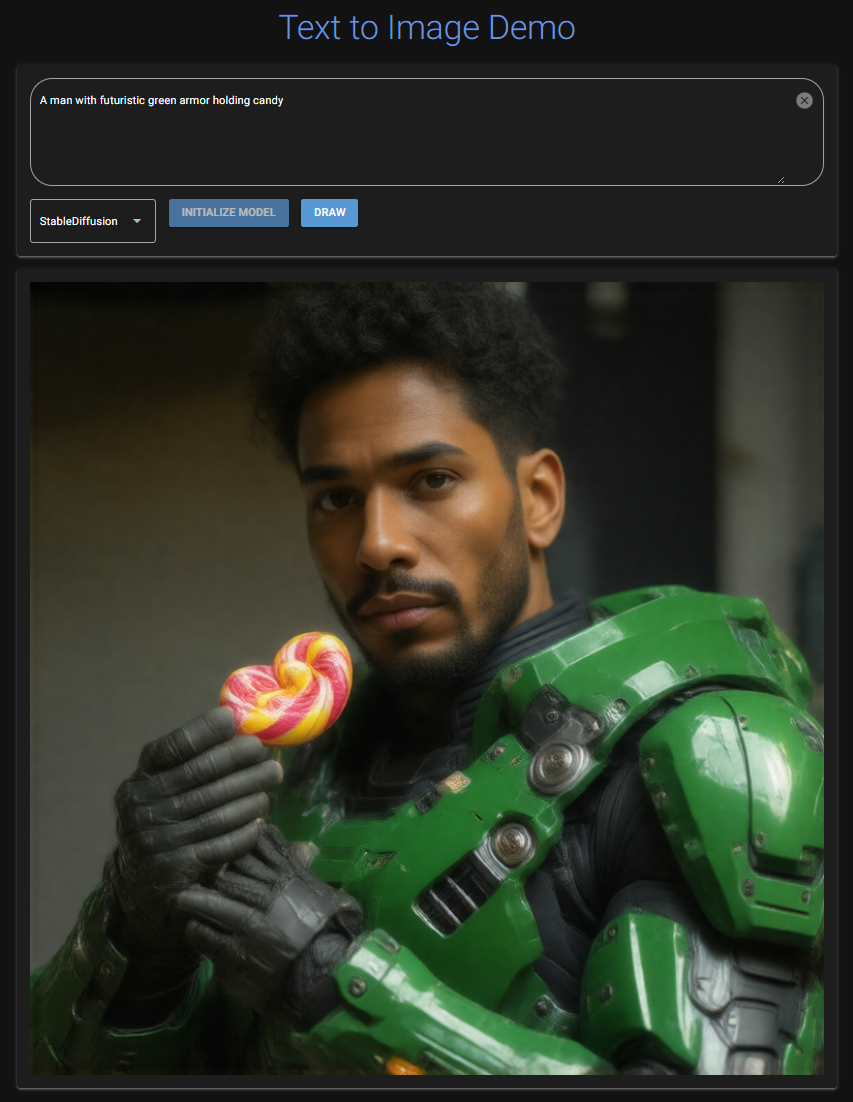 Text to Image Demo
A man with futuristic green armor holding candy
StableDiffusion
INITIALIZE MODEL
DRAW